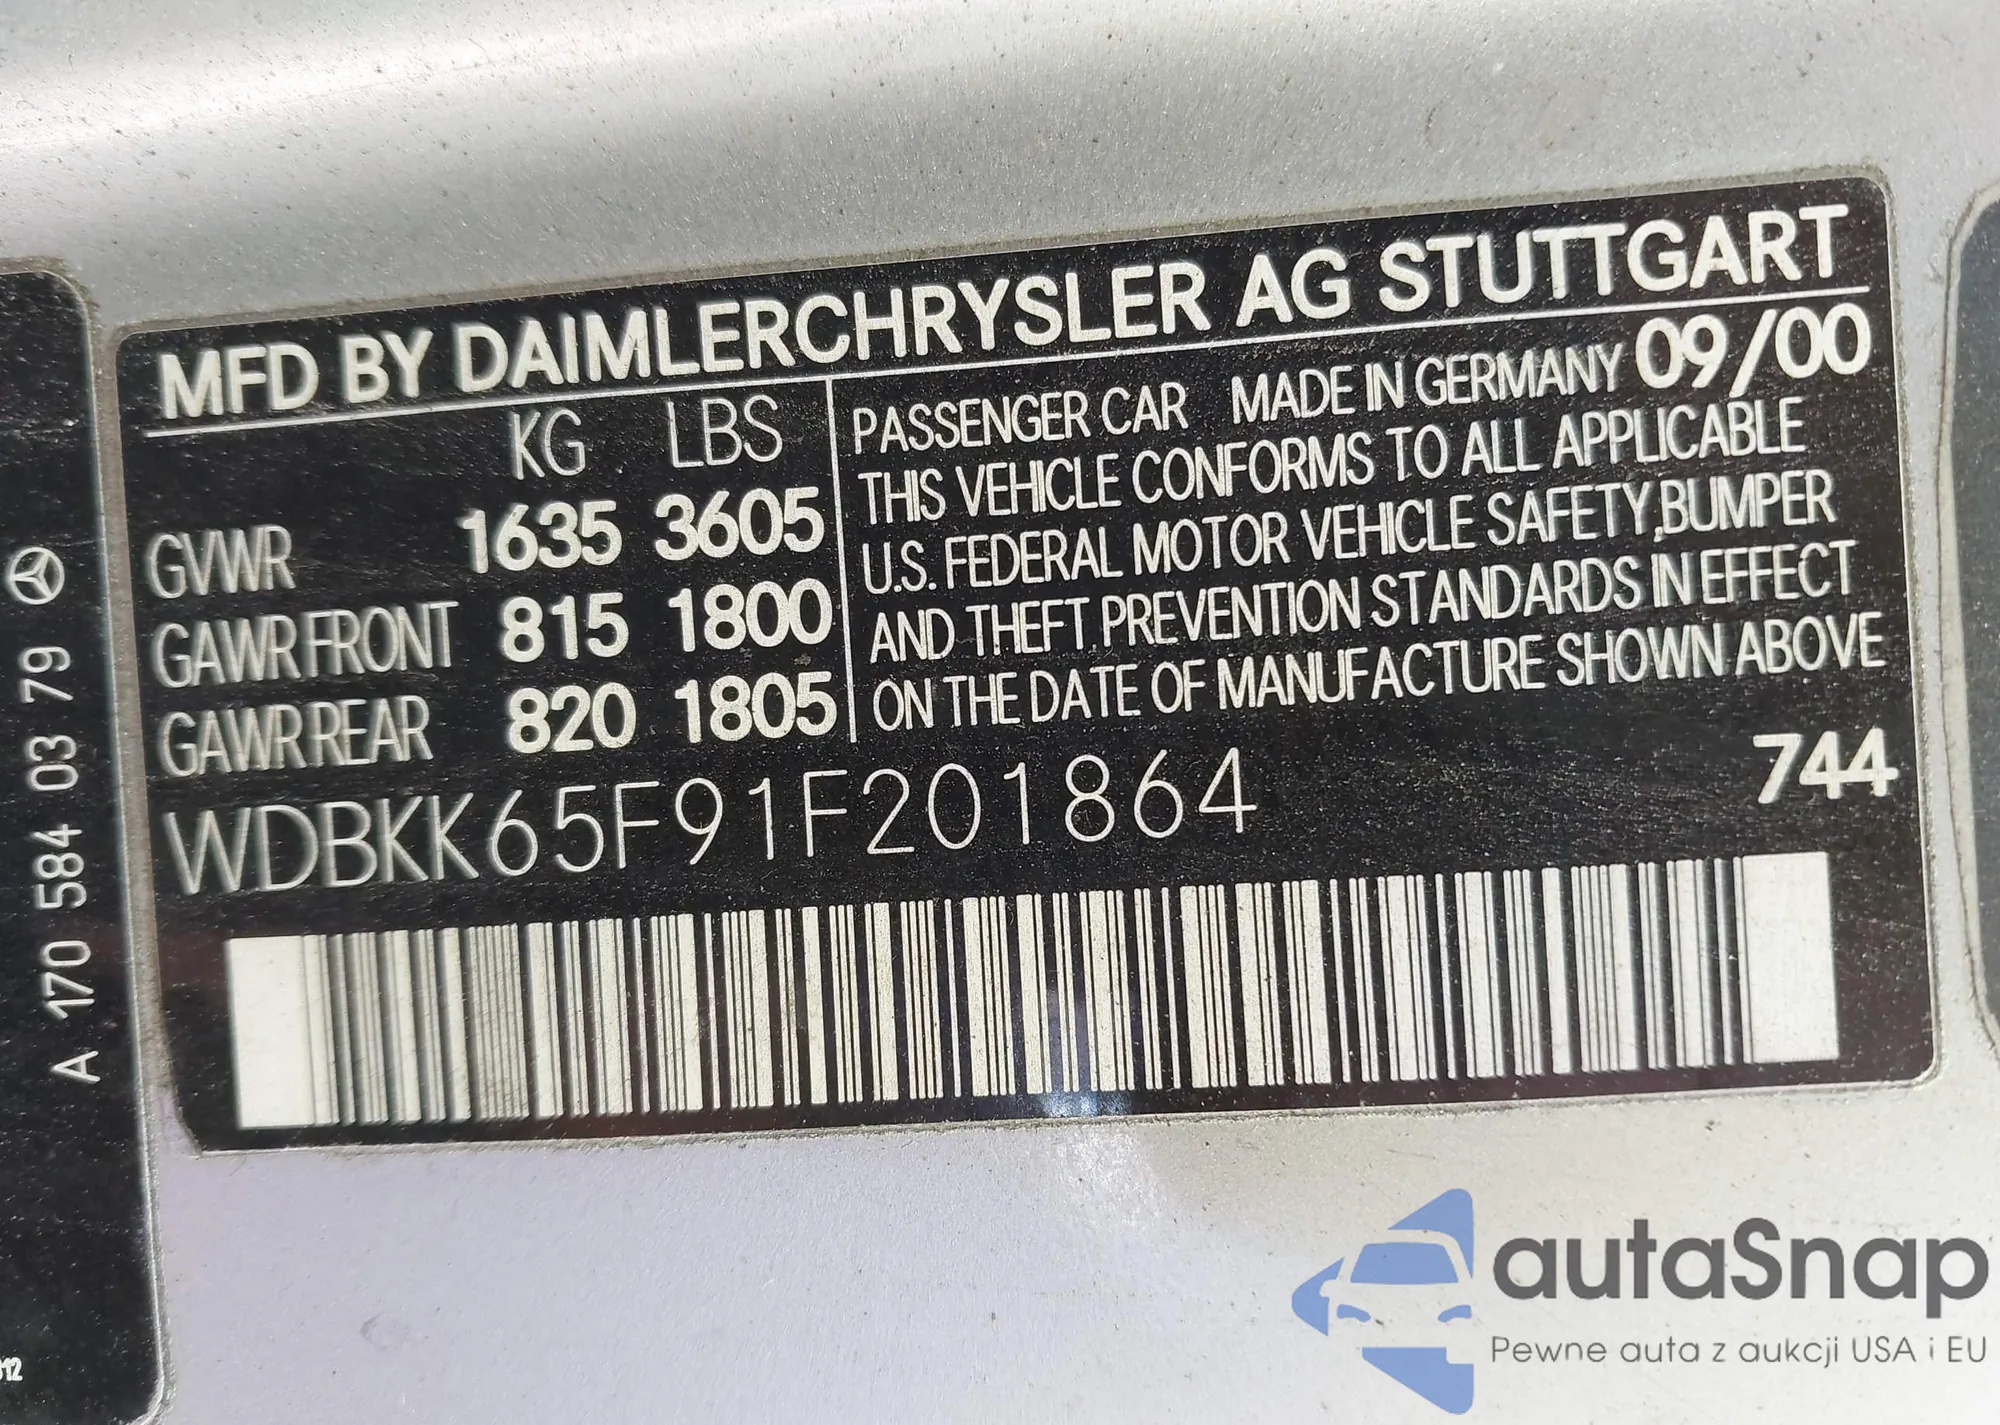 MFD BY DAIMLERCHRYSLER AG STUTTGART
KG LBS
GVWR 1635 3605
GAWR FRONT 815 1800
GAWR REAR 820 1805
PASSENGER CAR MADE IN GERMANY 09/00
THIS VEHICLE CONFORMS TO ALL APPLICABLE
U.S. FEDERAL MOTOR VEHICLE SAFETY, BUMPER
AND THEFT PREVENTION STANDARDS IN EFFECT
ON THE DATE OF MANUFACTURE SHOWN ABOVE
744
WDBKK65F91F201864
A 170 584 03 79
autaSnap
Pewne auta z aukcji USA i EU